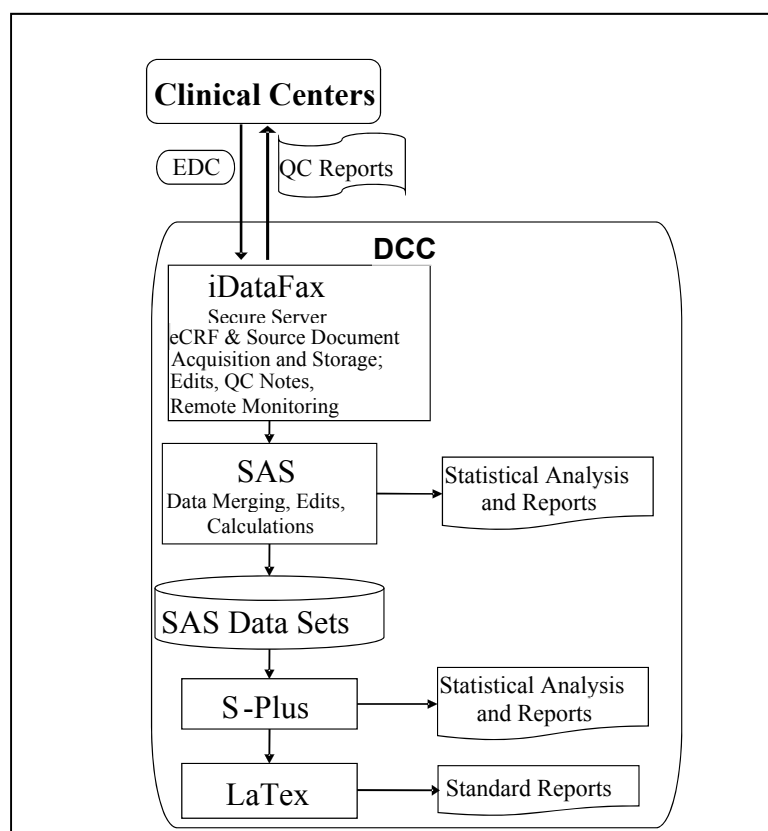 Clinical Centers
EDC
QC Reports
DCC
iDataFax
Secure Server
eCRF & Source Document
Acquisition and Storage;
Edits, QC Notes,
Remote Monitoring
SAS
Data Merging, Edits,
Calculations
Statistical Analysis
and Reports
SAS Data Sets
S-Plus
Statistical Analysis
and Reports
LaTex
Standard Reports